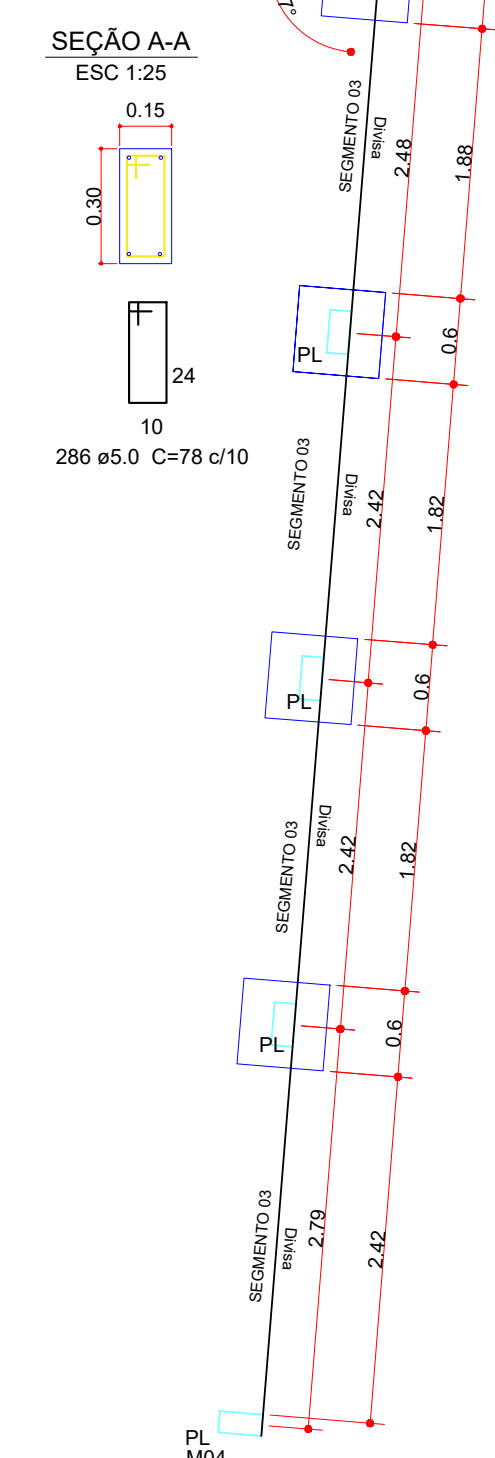 SEÇÃO A-A
ESC 1:25
0.15
0.30
24
10
286 ø5.0 C=78 c/10
7°
SEGMENTO 03
Divisa
2.48
1.88
PL
0.6
SEGMENTO 03
Divisa
2.42
1.82
PL
0.6
SEGMENTO 03
Divisa
2.42
1.82
PL
0.6
SEGMENTO 03
Divisa
2.79
2.42
PL
M04